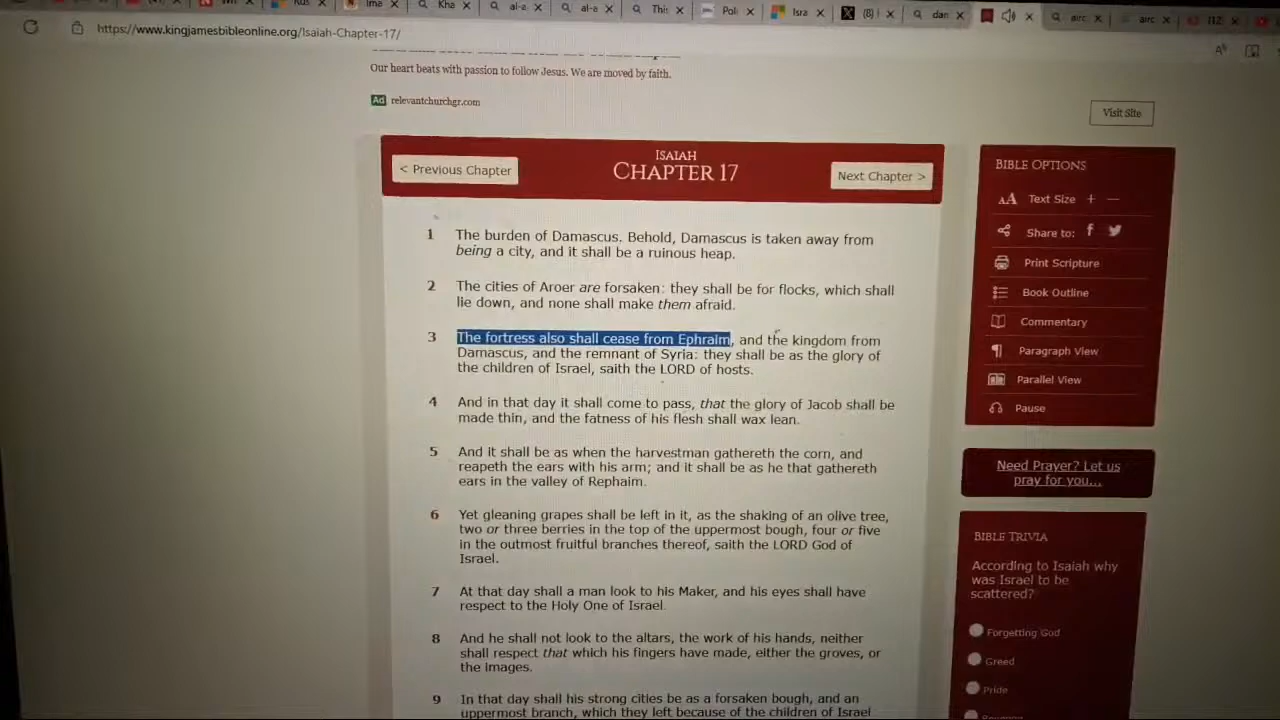 Kha
al-e
al-e
This
Poli
Isra
dan
airc
airc
https://www.kingjamesbibleonline.org/Isaiah-Chapter-17/
Our heart beats with passion to follow Jesus. We are moved by faith.
Ad relevantchurchgr.com
Visit Site
< Previous Chapter
ISAIAH
CHAPTER 17
Next Chapter >
1 The burden of Damascus. Behold, Damascus is taken away from
being a city, and it shall be a ruinous heap.
2 The cities of Aroer are forsaken: they shall be for flocks, which shall
lie down, and none shall make them afraid.
3 The fortress also shall cease from Ephraim, and the kingdom from
Damascus, and the remnant of Syria: they shall be as the glory of
the children of Israel, saith the LORD of hosts.
4 And in that day it shall come to pass, that the glory of Jacob shall be
made thin, and the fatness of his flesh shall wax lean.
5 And it shall be as when the harvestman gathereth the corn, and
reapeth the ears with his arm; and it shall be as he that gathereth
ears in the valley of Rephaim.
6 Yet gleaning grapes shall be left in it, as the shaking of an olive tree,
two or three berries in the top of the uppermost bough, four or five
in the outmost fruitful branches thereof, saith the LORD God of
Israel.
7 At that day shall a man look to his Maker, and his eyes shall have
respect to the Holy One of Israel.
8 And he shall not look to the altars, the work of his hands, neither
shall respect that which his fingers have made, either the groves, or
the images.
9 In that day shall his strong cities be as a forsaken bough, and an
uppermost branch, which they left because of the children of Israel
BIBLE OPTIONS
AA Text Size + —
Share to: f
Print Scripture
Book Outline
Commentary
Paragraph View
Parallel View
Pause
Need Prayer? Let us
pray for you...
BIBLE TRIVIA
According to Isaiah why
was Israel to be
scattered?
Forgetting God
Greed
Pride